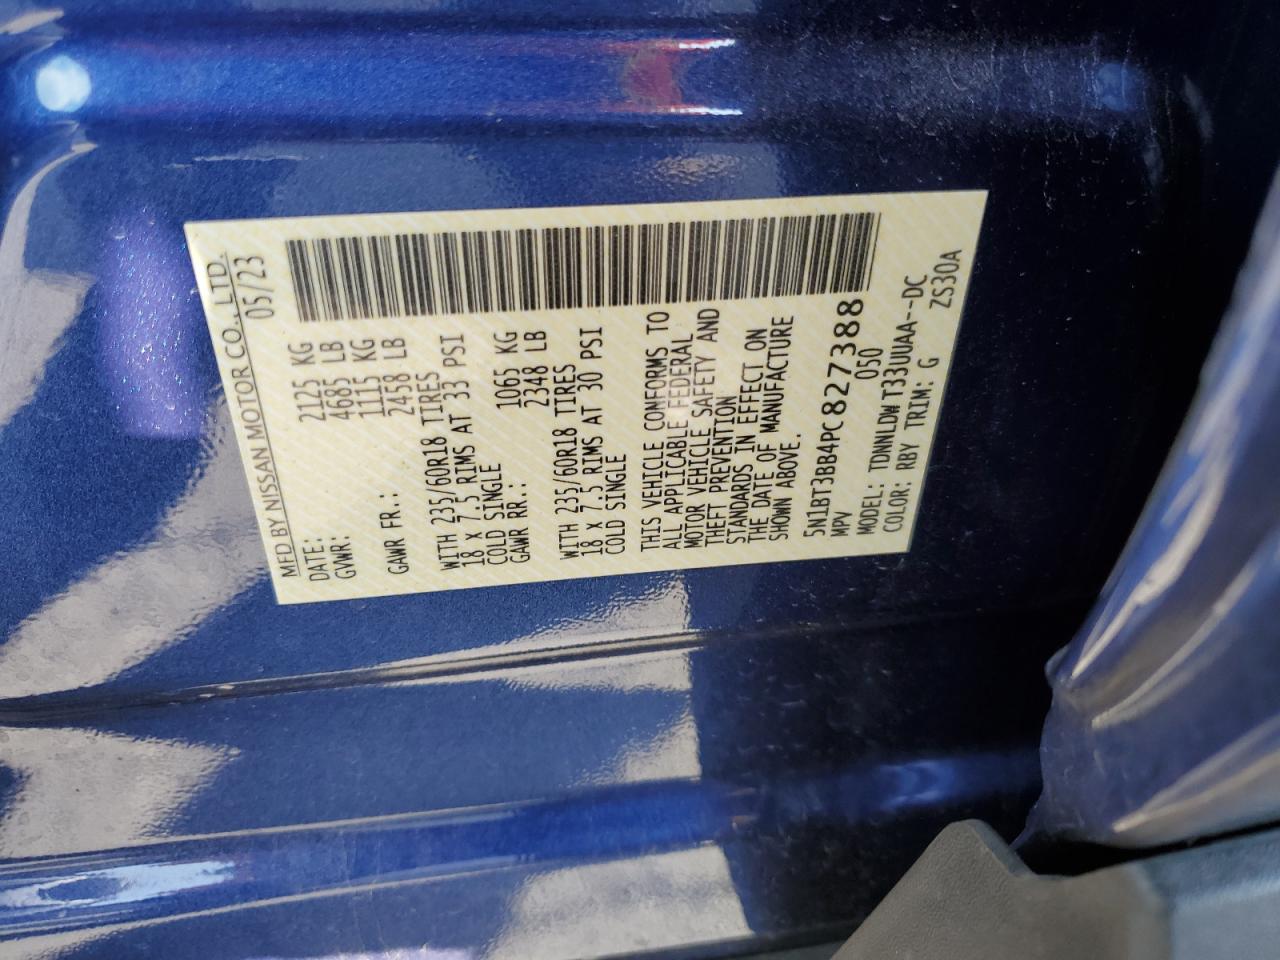 MFD BY NISSAN MOTOR CO., LTD.
DATE: 05/23
GVWR: 2125 KG
4685 LB
GAWR FR.: 1115 KG
2458 LB
WITH 235/60R18 TIRES
18 X 7.5 RIMS AT 33 PSI
COLD SINGLE
GAWR RR.: 1065 KG
2348 LB
WITH 235/60R18 TIRES
18 X 7.5 RIMS AT 30 PSI
COLD SINGLE
THIS VEHICLE CONFORMS TO
ALL APPLICABLE FEDERAL
MOTOR VEHICLE SAFETY AND
THEFT PREVENTION
STANDARDS IN EFFECT ON
THE DATE OF MANUFACTURE
SHOWN ABOVE.
5N1BT3BB4PC827388
MPV 050
MODEL: TDNNLDW T33UUAA--DC
COLOR: RBY TRIM: G ZS30A